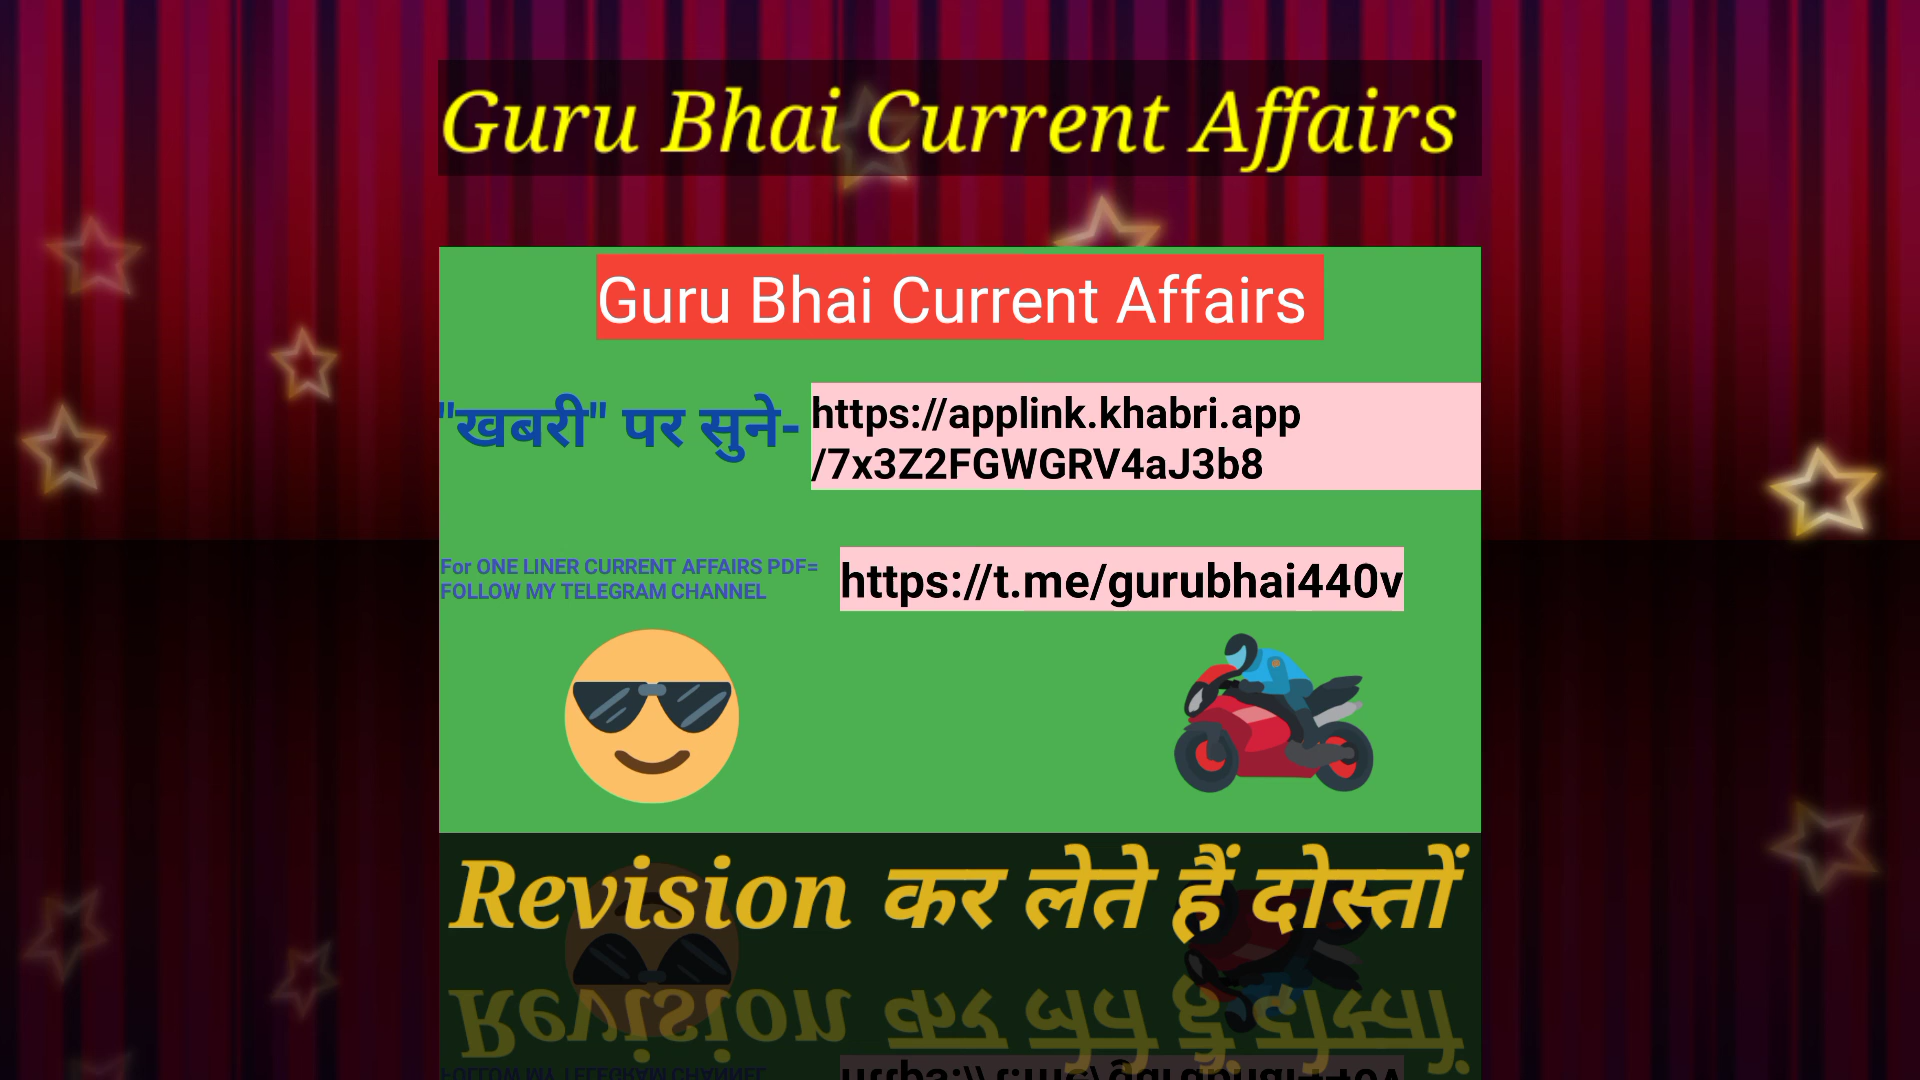 Guru Bhai Current Affairs
Guru Bhai Current Affairs
"खबरी" पर सुने-
https://applink.khabri.app
/7x3Z2FGWGRV4aJ3b8
For ONE LINER CURRENT AFFAIRS PDF=
FOLLOW MY TELEGRAM CHANNEL
https://t.me/gurubhai440v
Revision कर लेते हैं दोस्तों